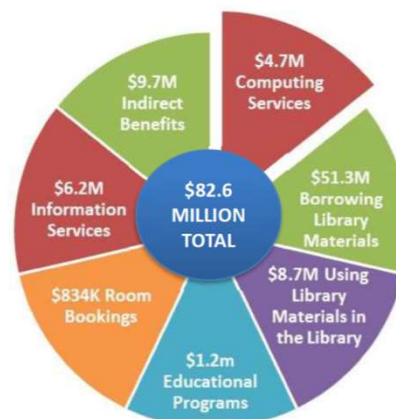 $4.7M
Computing
Services
$51.3M
Borrowing
Library
Materials
$8.7M Using
Library
Materials in
the Library
$1.2m
Educational
Programs
$834K Room
Bookings
$6.2M
Information
Services
$9.7M
Indirect
Benefits
$82.6
MILLION
TOTAL